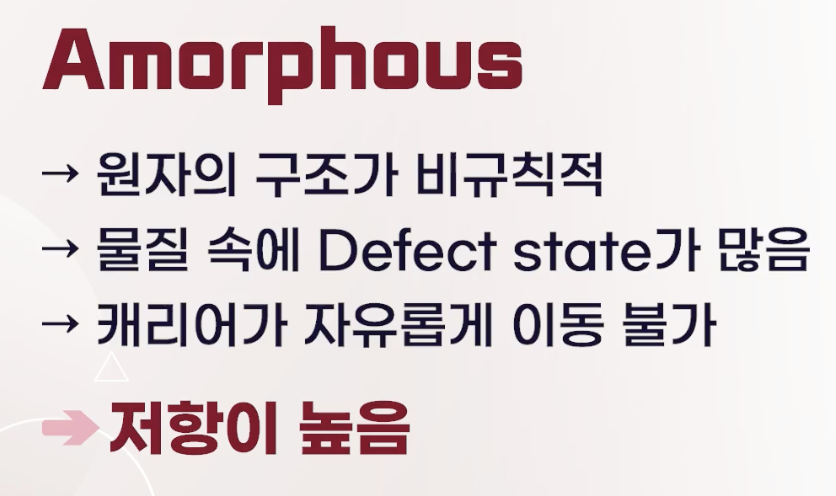 Amorphous
→ 원자의 구조가 비규칙적
→ 물질 속에 Defect state가 많음
→ 캐리어가 자유롭게 이동 불가
➡ 저항이 높음